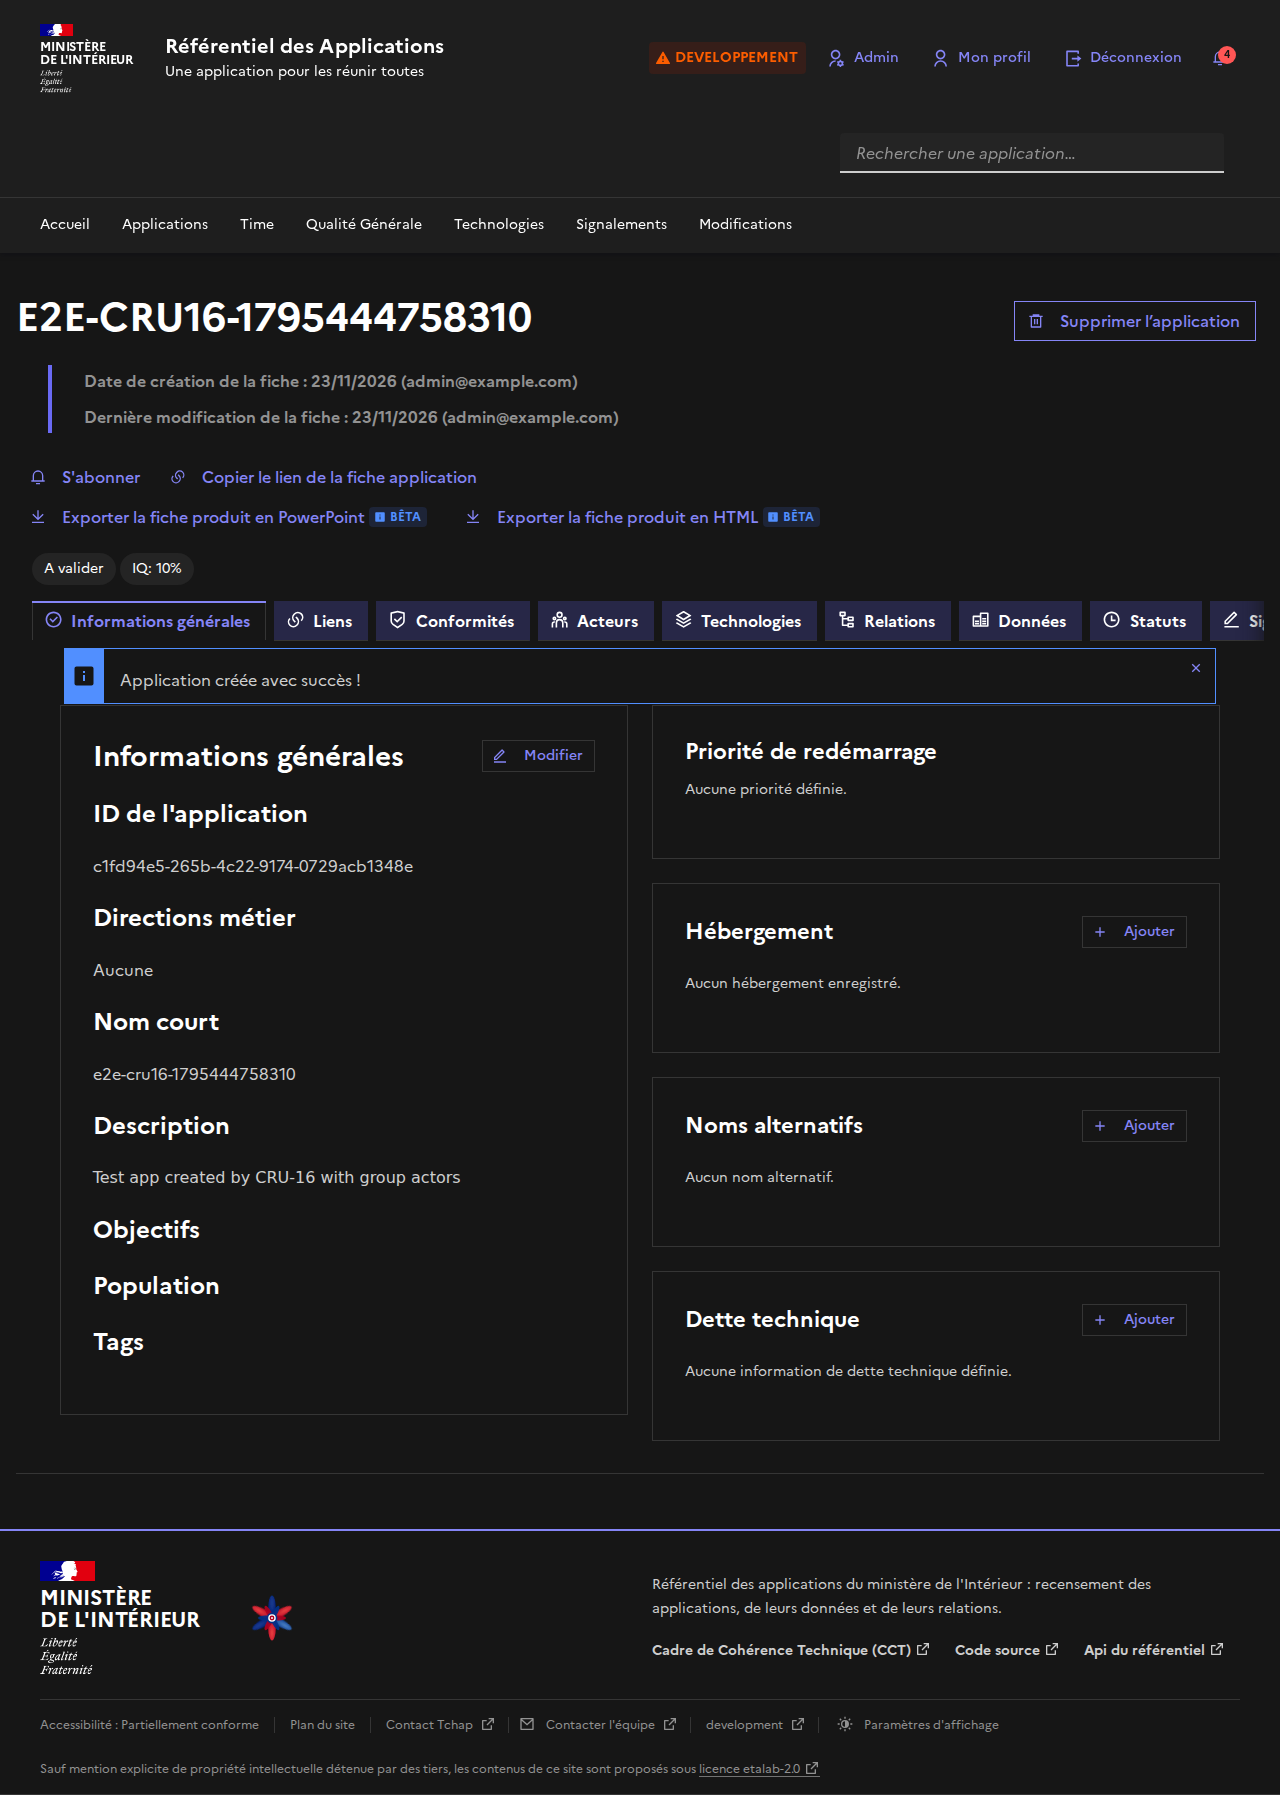 MINISTÈRE
DE L'INTÉRIEUR
Liberté
Égalité
Fraternité
Référentiel des Applications
Une application pour les réunir toutes
DEVELOPPEMENT
Admin
Mon profil
Déconnexion
4
Rechercher une application...
Accueil
Applications
Time
Qualité Générale
Technologies
Signalements
Modifications
E2E-CRU16-1795444758310
Supprimer l’application
Date de création de la fiche : 23/11/2026 (admin@example.com)
Dernière modification de la fiche : 23/11/2026 (admin@example.com)
S'abonner
Copier le lien de la fiche application
Exporter la fiche produit en PowerPoint BÊTA
Exporter la fiche produit en HTML BÊTA
A valider
IQ: 10%
Informations générales
Liens
Conformités
Acteurs
Technologies
Relations
Données
Statuts
Application créée avec succès !
Informations générales
Modifier
ID de l'application
c1fd94e5-265b-4c22-9174-0729acb1348e
Directions métier
Aucune
Nom court
e2e-cru16-1795444758310
Description
Test app created by CRU-16 with group actors
Objectifs
Population
Tags
Priorité de redémarrage
Aucune priorité définie.
Hébergement
Ajouter
Aucun hébergement enregistré.
Noms alternatifs
Ajouter
Aucun nom alternatif.
Dette technique
Ajouter
Aucune information de dette technique définie.
MINISTÈRE
DE L'INTÉRIEUR
Liberté
Égalité
Fraternité
Référentiel des applications du ministère de l'Intérieur : recensement des
applications, de leurs données et de leurs relations.
Cadre de Cohérence Technique (CCT)
Code source
Api du référentiel
Accessibilité : Partiellement conforme
Plan du site
Contact Tchap
Contacter l'équipe
development
Paramètres d'affichage
Sauf mention explicite de propriété intellectuelle détenue par des tiers, les contenus de ce site sont proposés sous licence etalab-2.0